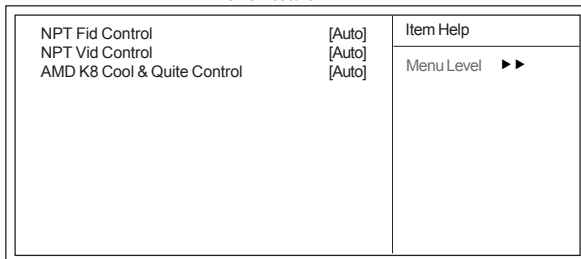 NPT Fid Control [Auto]
NPT Vid Control [Auto]
AMD K8 Cool & Quite Control [Auto]
Item Help
Menu Level ►►